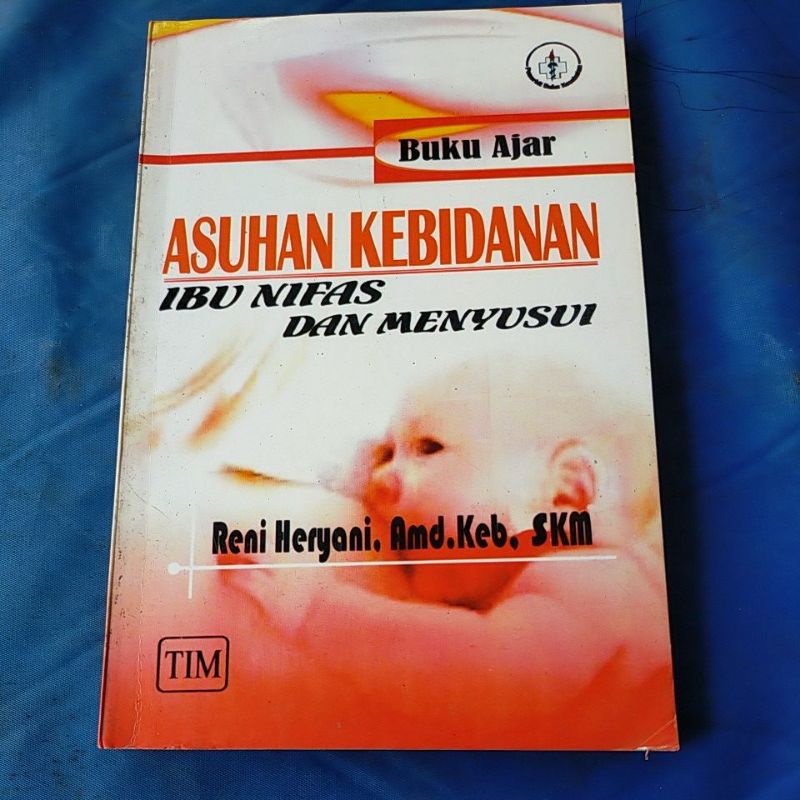 Buku Ajar
ASUHAN KEBIDANAN
IBU NIFAS
DAN MENYUSUI
Reni Heryani, Amd.Keb, SKM
TIM